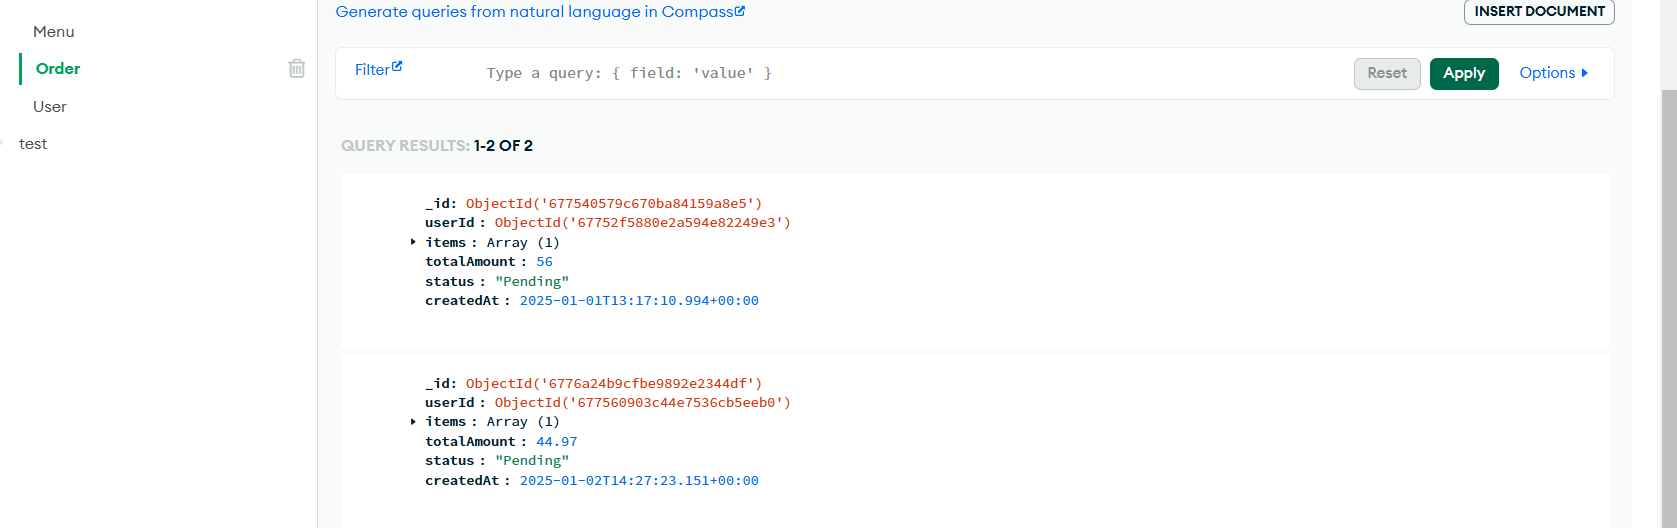 Menu
Order
User
test
Generate queries from natural language in Compass
INSERT DOCUMENT
Filter
Type a query: { field: 'value' }
Reset
Apply
Options
QUERY RESULTS: 1-2 OF 2
_id: ObjectId('677540579c670ba84159a8e5')
userId : ObjectId('67752f5880e2a594e82249e3')
items : Array (1)
totalAmount : 56
status : "Pending"
createdAt : 2025-01-01T13:17:10.994+00:00
_id: ObjectId('6776a24b9cfbe9892e2344df')
userId : ObjectId('677560903c44e7536cb5eeb0')
items : Array (1)
totalAmount : 44.97
status : "Pending"
createdAt : 2025-01-02T14:27:23.151+00:00